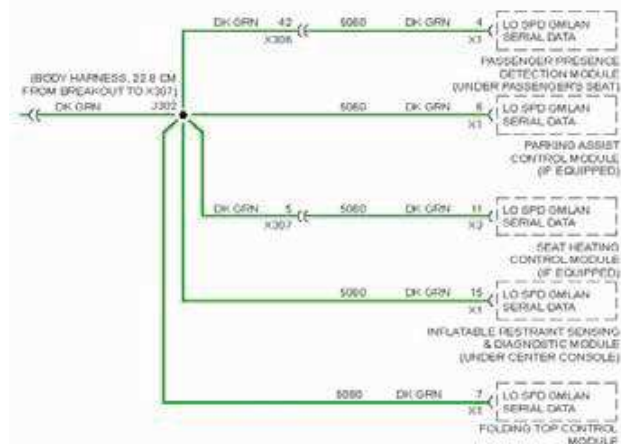 DK GRN 42 5060 DK GRN 4 LO SPD GMLAN
X306 X1 SERIAL DATA
PASSENGER PRESENCE
DETECTION MODULE
(UNDER PASSENGER'S SEAT)
(BODY HARNESS, 22.8 CM
FROM BREAKOUT TO X307)
DK GRN J302 5060 DK GRN 6 LO SPD GMLAN
X1 SERIAL DATA
PARKING ASSIST
CONTROL MODULE
(IF EQUIPPED)
DK GRN 5 5060 DK GRN 11 LO SPD GMLAN
X307 X3 SERIAL DATA
SEAT HEATING
CONTROL MODULE
(IF EQUIPPED)
5060 DK GRN 15 LO SPD GMLAN
X1 SERIAL DATA
INFLATABLE RESTRAINT SENSING
& DIAGNOSTIC MODULE
(UNDER CENTER CONSOLE)
5060 DK GRN 7 LO SPD GMLAN
X1 SERIAL DATA
FOLDING TOP CONTROL
MODULE